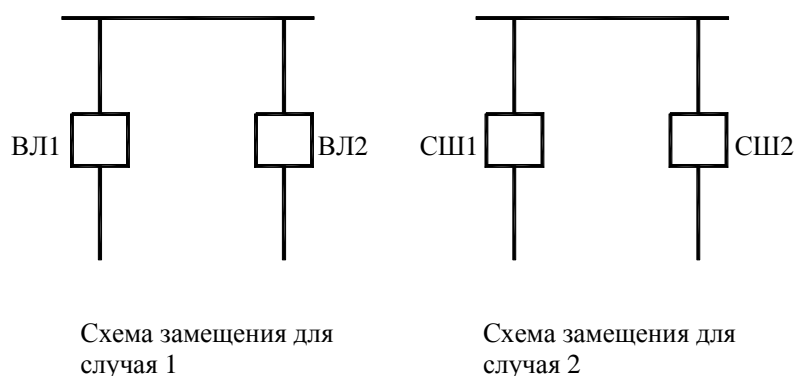 ВЛ1
ВЛ2
СШ1
СШ2
Схема замещения для
случая 1
Схема замещения для
случая 2